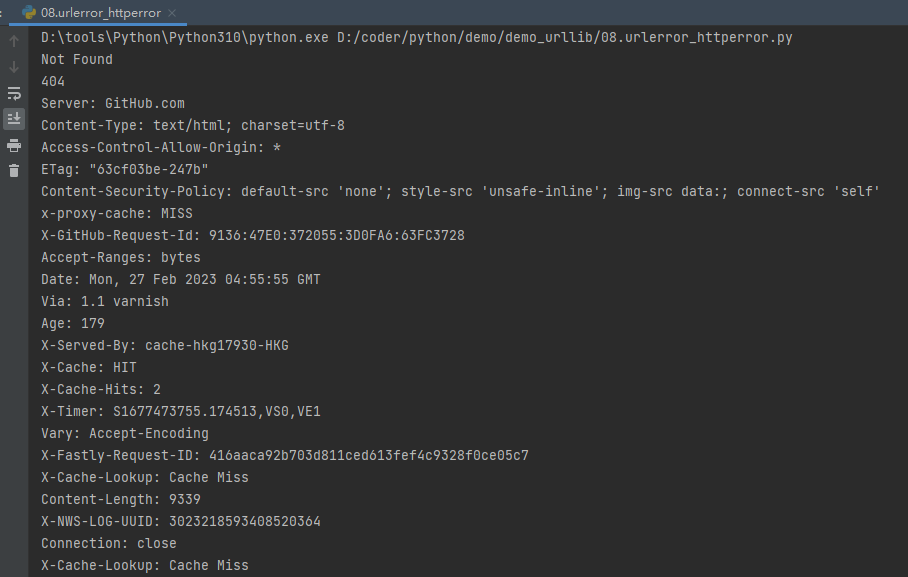 08.urlerror_httperror
D:\tools\Python\Python310\python.exe D:/coder/python/demo/demo_urllib/08.urlerror_httperror.py
Not Found
404
Server: GitHub.com
Content-Type: text/html; charset=utf-8
Access-Control-Allow-Origin: *
ETag: "63cf03be-247b"
Content-Security-Policy: default-src 'none'; style-src 'unsafe-inline'; img-src data:; connect-src 'self'
x-proxy-cache: MISS
X-GitHub-Request-Id: 9136:47E0:372055:3D0FA6:63FC3728
Accept-Ranges: bytes
Date: Mon, 27 Feb 2023 04:55:55 GMT
Via: 1.1 varnish
Age: 179
X-Served-By: cache-hkg17930-HKG
X-Cache: HIT
X-Cache-Hits: 2
X-Timer: S1677473755.174513,VS0,VE1
Vary: Accept-Encoding
X-Fastly-Request-ID: 416aaca92b703d811ced613fef4c9328f0ce05c7
X-Cache-Lookup: Cache Miss
Content-Length: 9339
X-NWS-LOG-UUID: 3023218593408520364
Connection: close
X-Cache-Lookup: Cache Miss